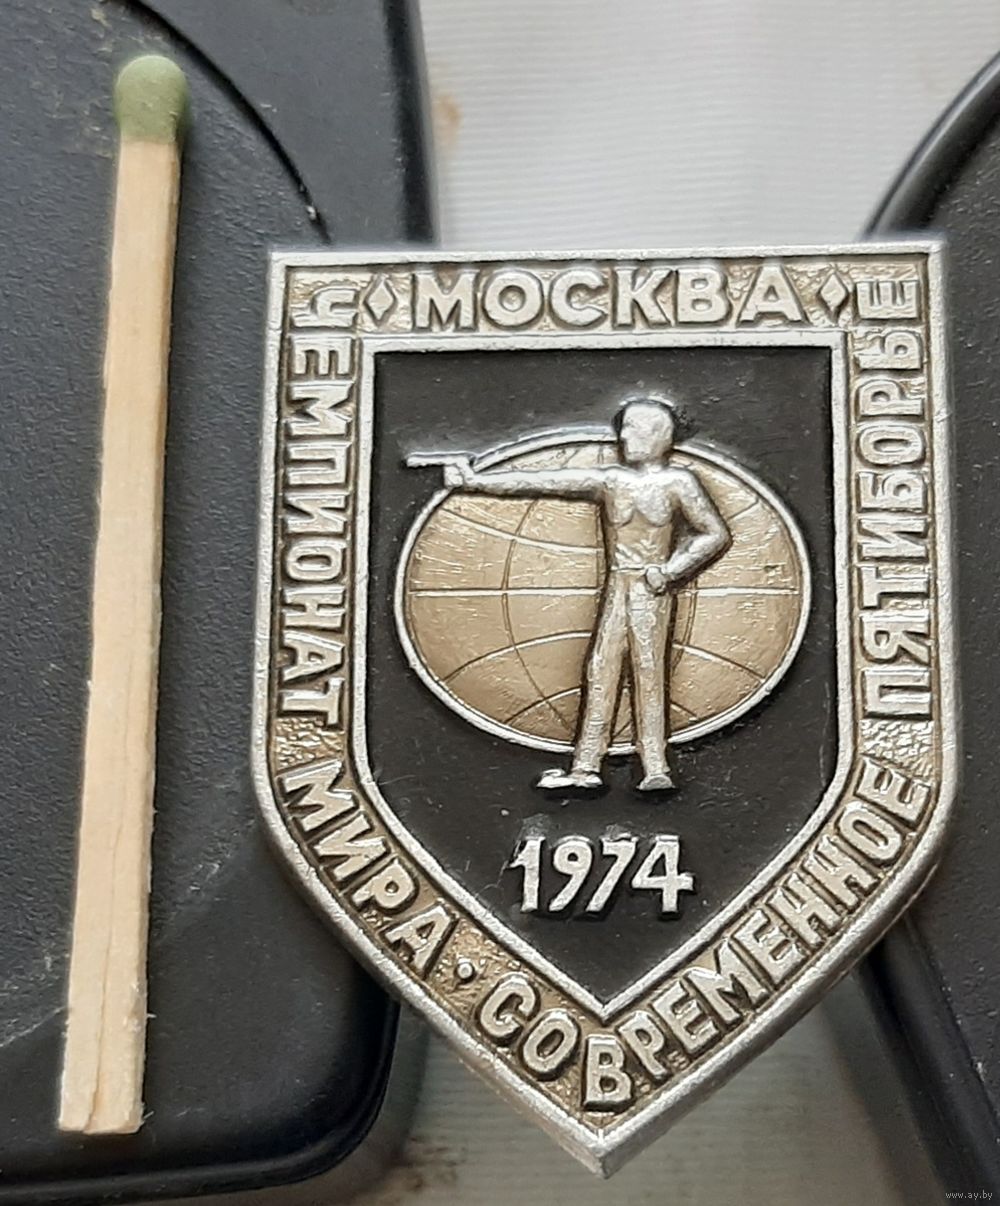 МОСКВА
ЧЕМПИОНАТ МИРА · СОВРЕМЕННОЕ ПЯТИБОРЬЕ
1974
www.ay.by